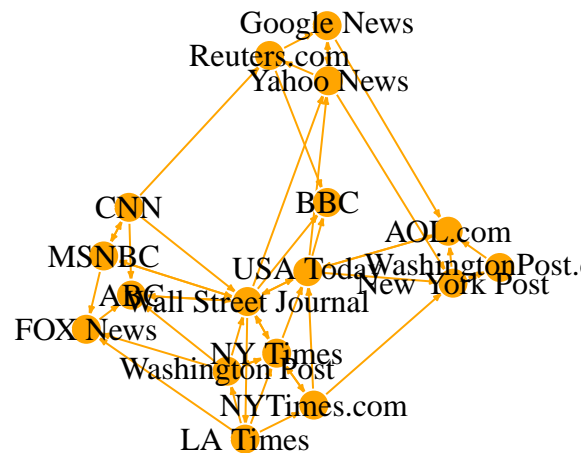 Google News
Reuters.com
Yahoo News
CNN
BBC
AOL.com
MSNBC
USA Today
WashingtonPost.c
New York Post
ABC
Wall Street Journal
FOX News
NY Times
Washington Post
NYTimes.com
LA Times